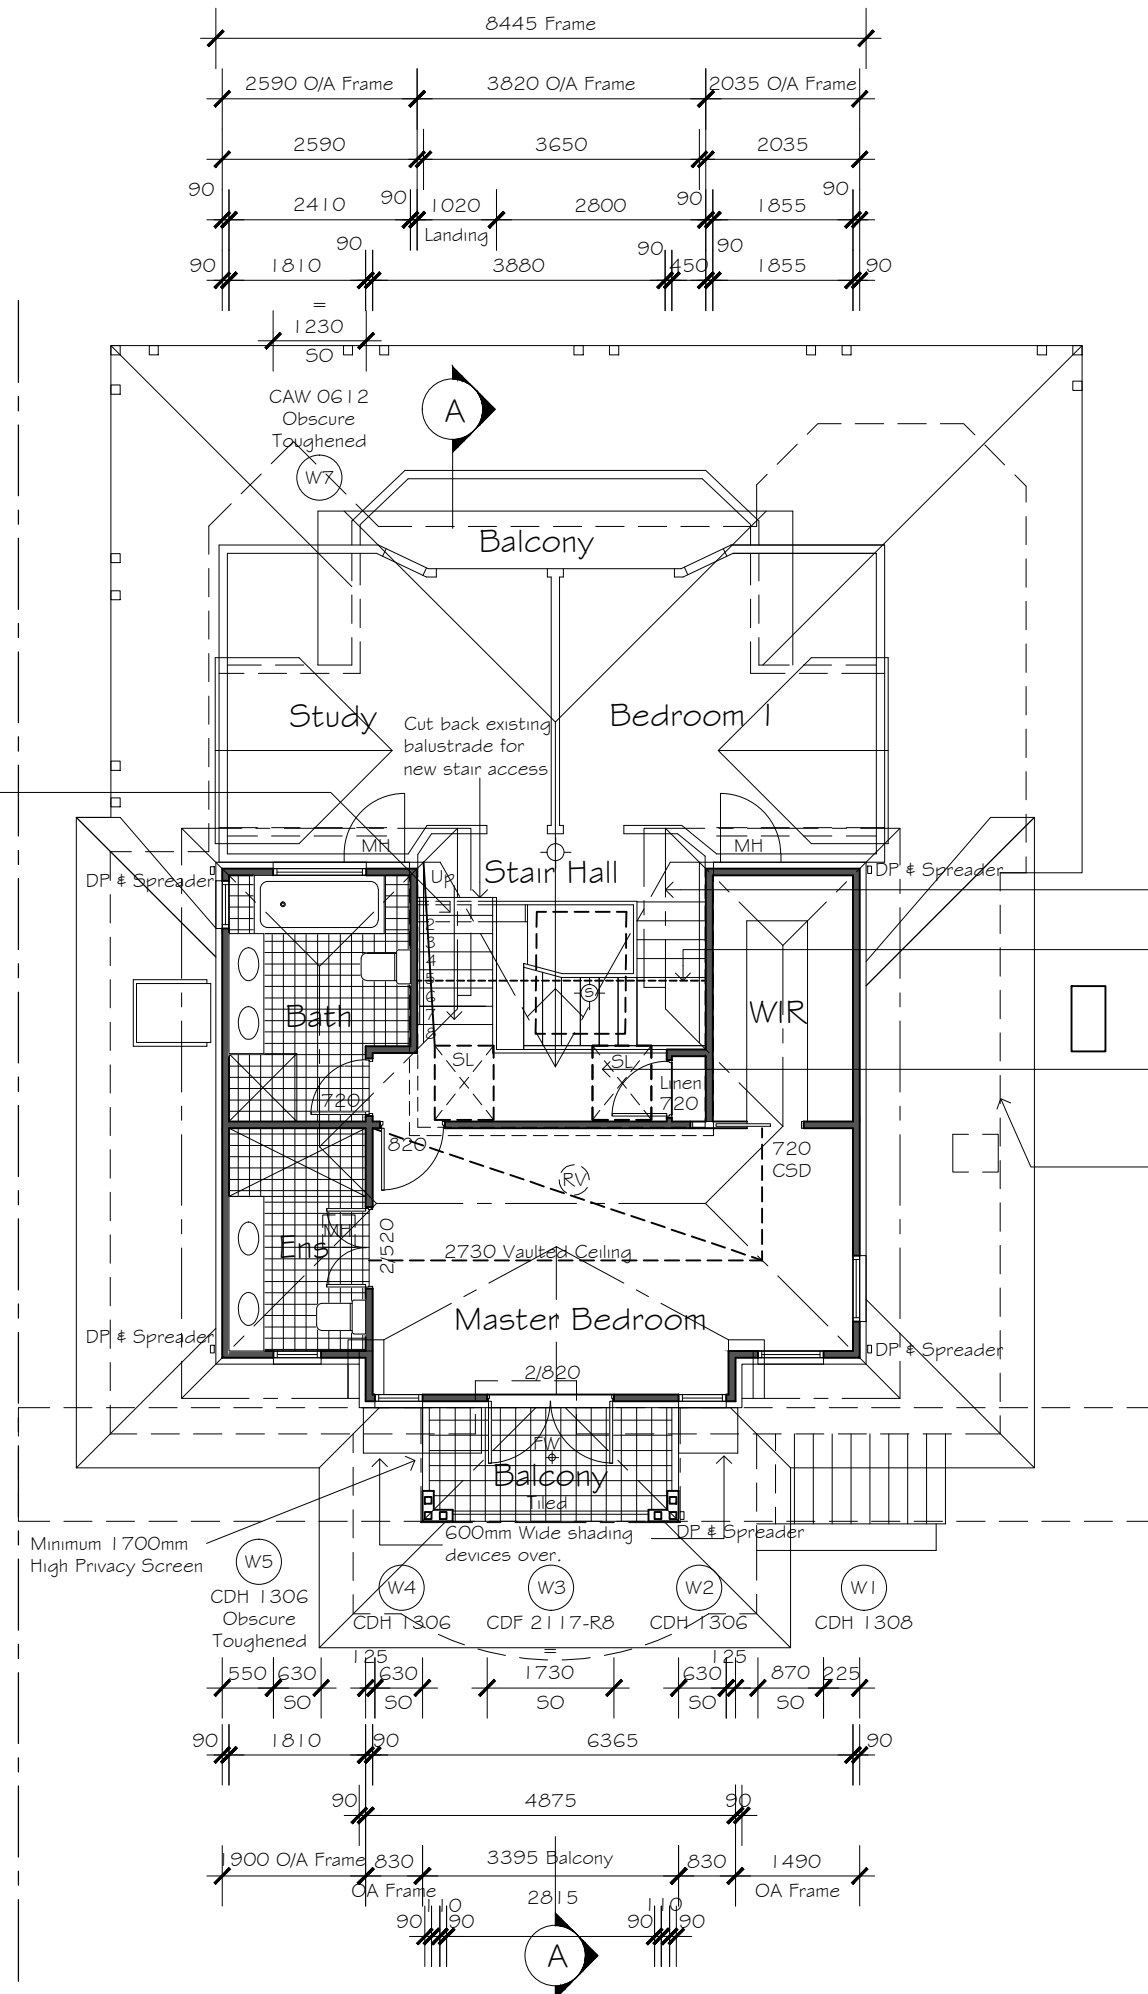 8445 Frame
2590 O/A Frame
3820 O/A Frame
2035 O/A Frame
2590
3650
2035
90
2410
90
1020
2800
90
1855
90
Landing
90
1810
90
3880
90
450
90
1855
90
=
1230
SO
CAW 0612
Obscure
Toughened
W7
A
Balcony
Study
Bedroom 1
Cut back existing
balustrade for
new stair access
MH
MH
DP & Spreader
Up
Stair Hall
DP & Spreader
2
3
4
5
6
7
8
S
Bath
WIR
SL
SL
Linen
720
720
820
720
CSD
RV
MH
Ens
2/520
2730 Vaulted Ceiling
Master Bedroom
DP & Spreader
DP & Spreader
2/820
FW
Balcony
Tiled
Minimum 1700mm
High Privacy Screen
600mm Wide shading
devices over.
DP & Spreader
W5
CDH 1306
Obscure
Toughened
W4
CDH 1306
W3
CDF 2117-R8
W2
CDH 1306
W1
CDH 1308
=
550
630
SO
125
630
SO
1730
SO
630
SO
125
870
SO
225
90
1810
90
6365
90
90
4875
90
1900 O/A Frame
830
OA Frame
3395 Balcony
830
1490
OA Frame
90
110
90
2815
90
110
90
A